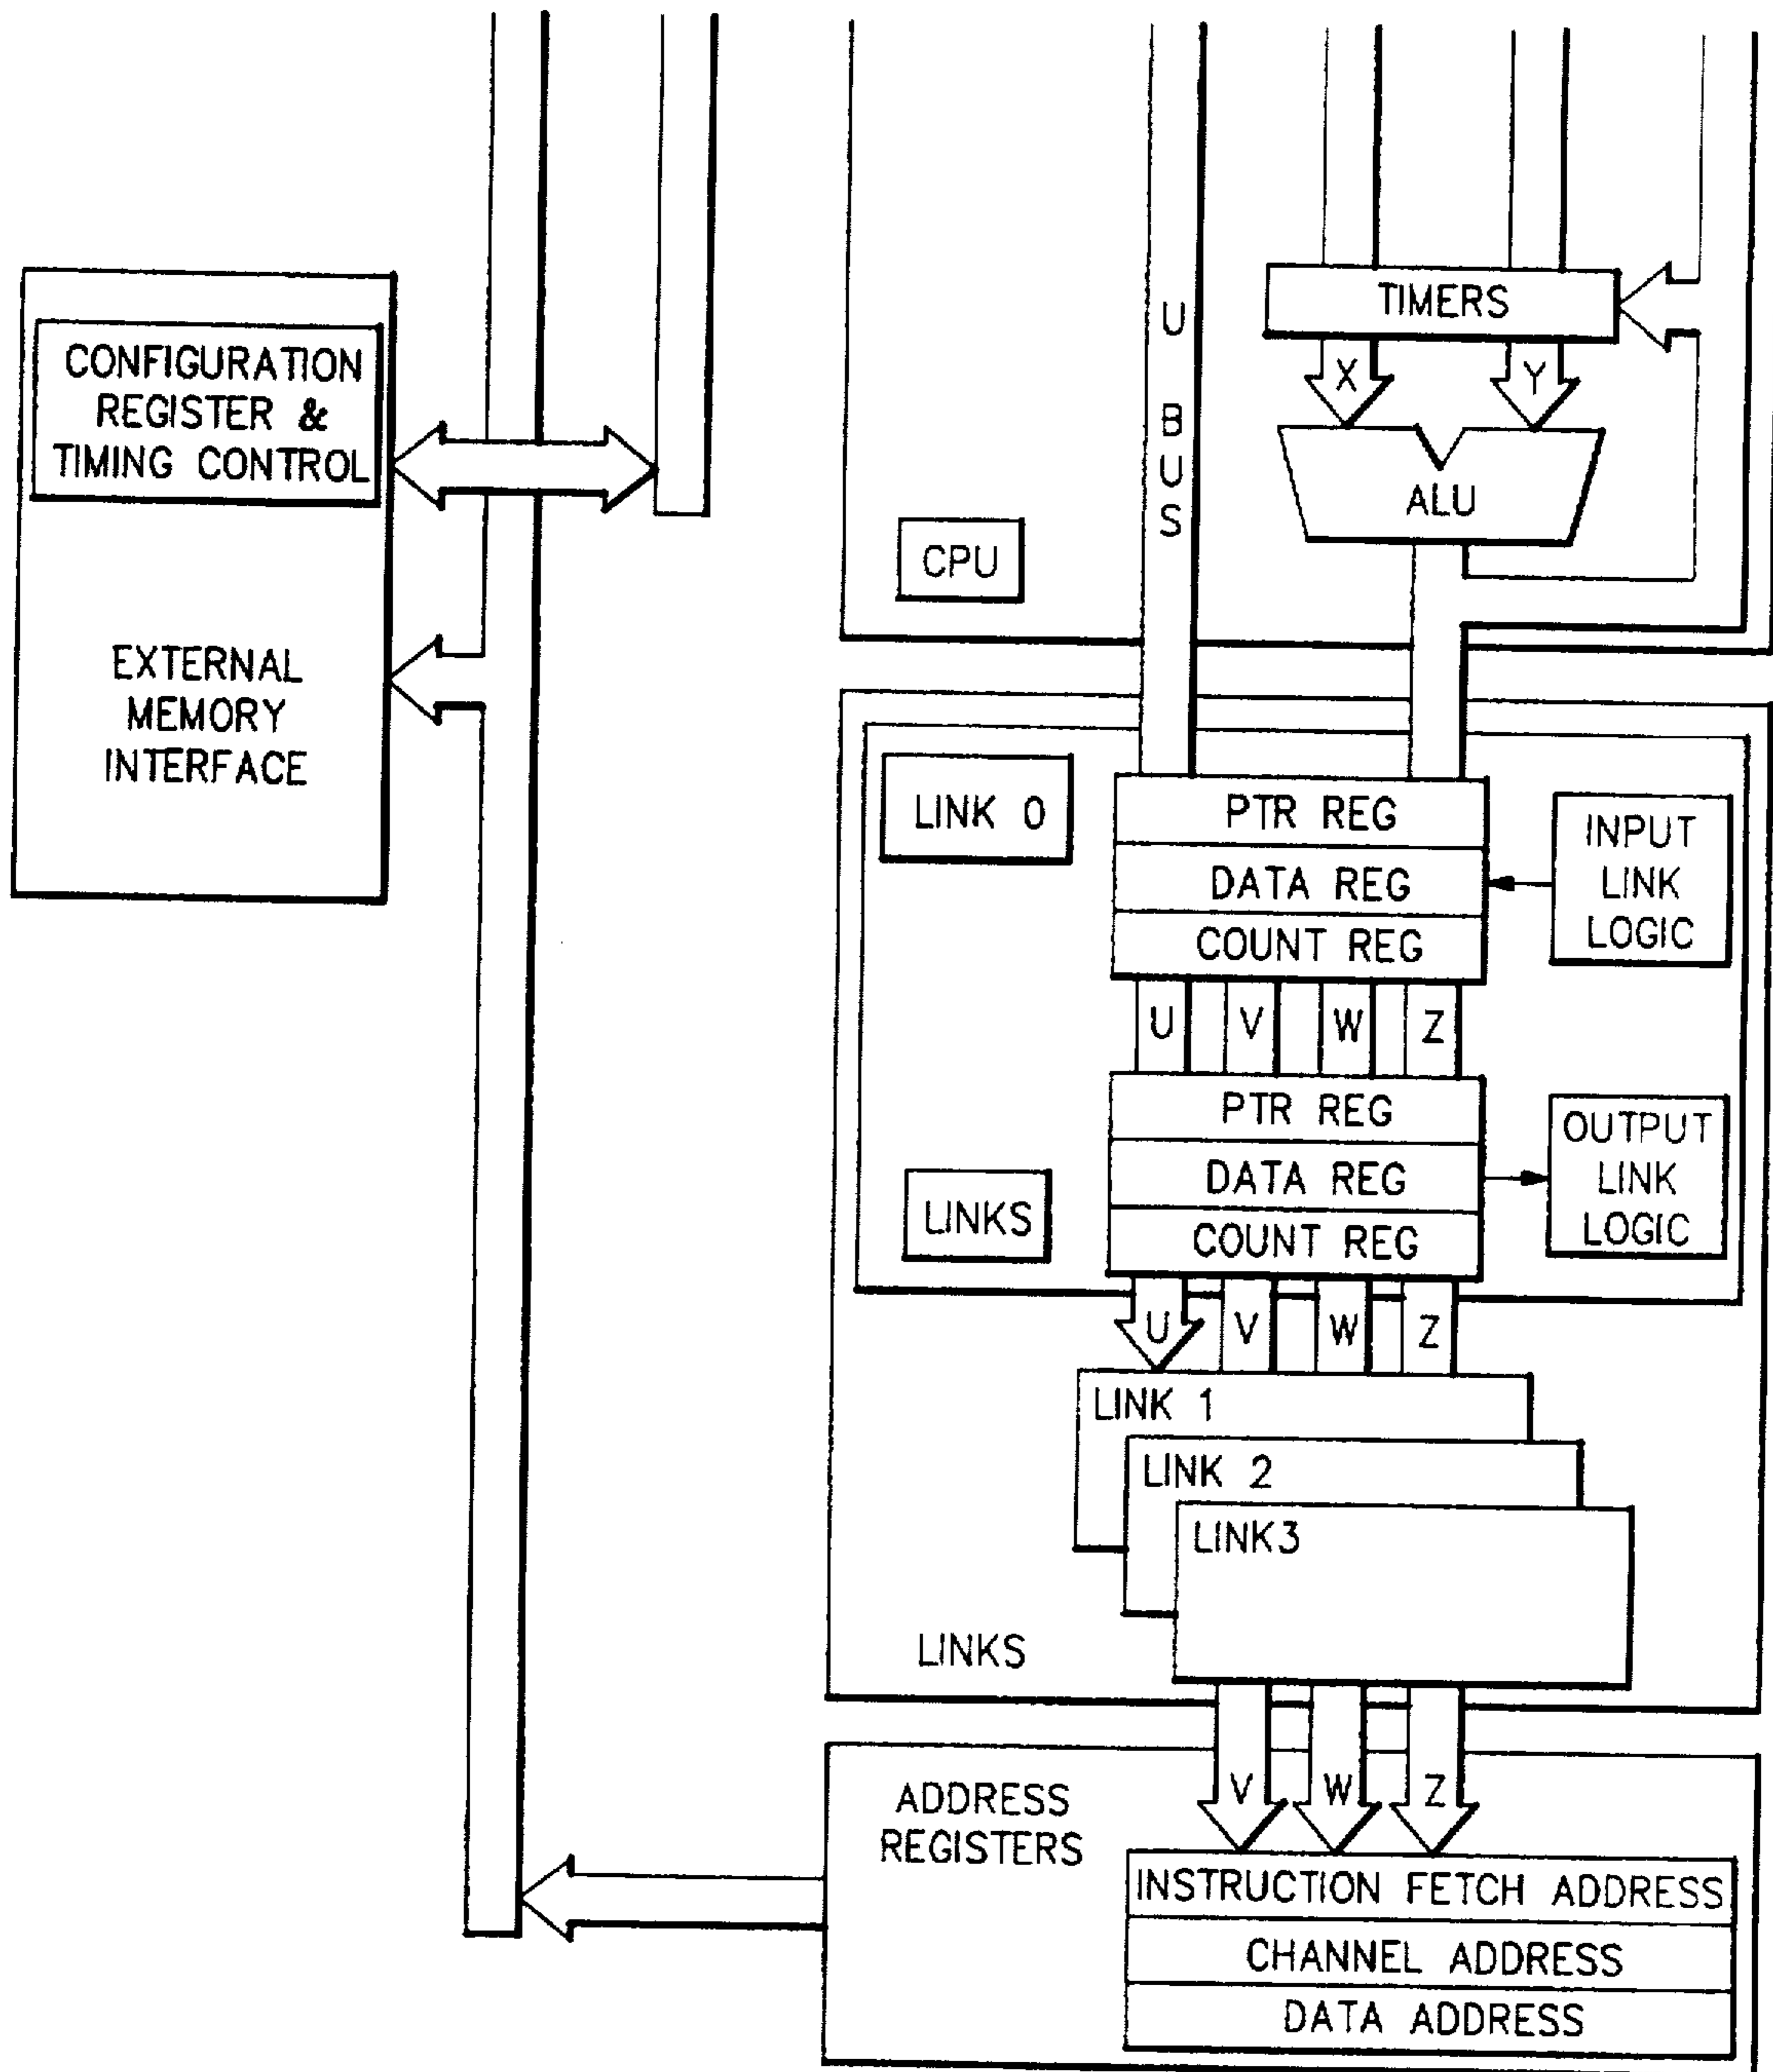 CONFIGURATION
REGISTER &
TIMING CONTROL
EXTERNAL
MEMORY
INTERFACE
U BUS
TIMERS
X
Y
ALU
CPU
LINK 0
PTR REG
DATA REG
COUNT REG
INPUT
LINK
LOGIC
U
V
W
Z
PTR REG
DATA REG
COUNT REG
OUTPUT
LINK
LOGIC
LINKS
U
V
W
Z
LINK 1
LINK 2
LINK3
LINKS
V
W
Z
ADDRESS
REGISTERS
INSTRUCTION FETCH ADDRESS
CHANNEL ADDRESS
DATA ADDRESS